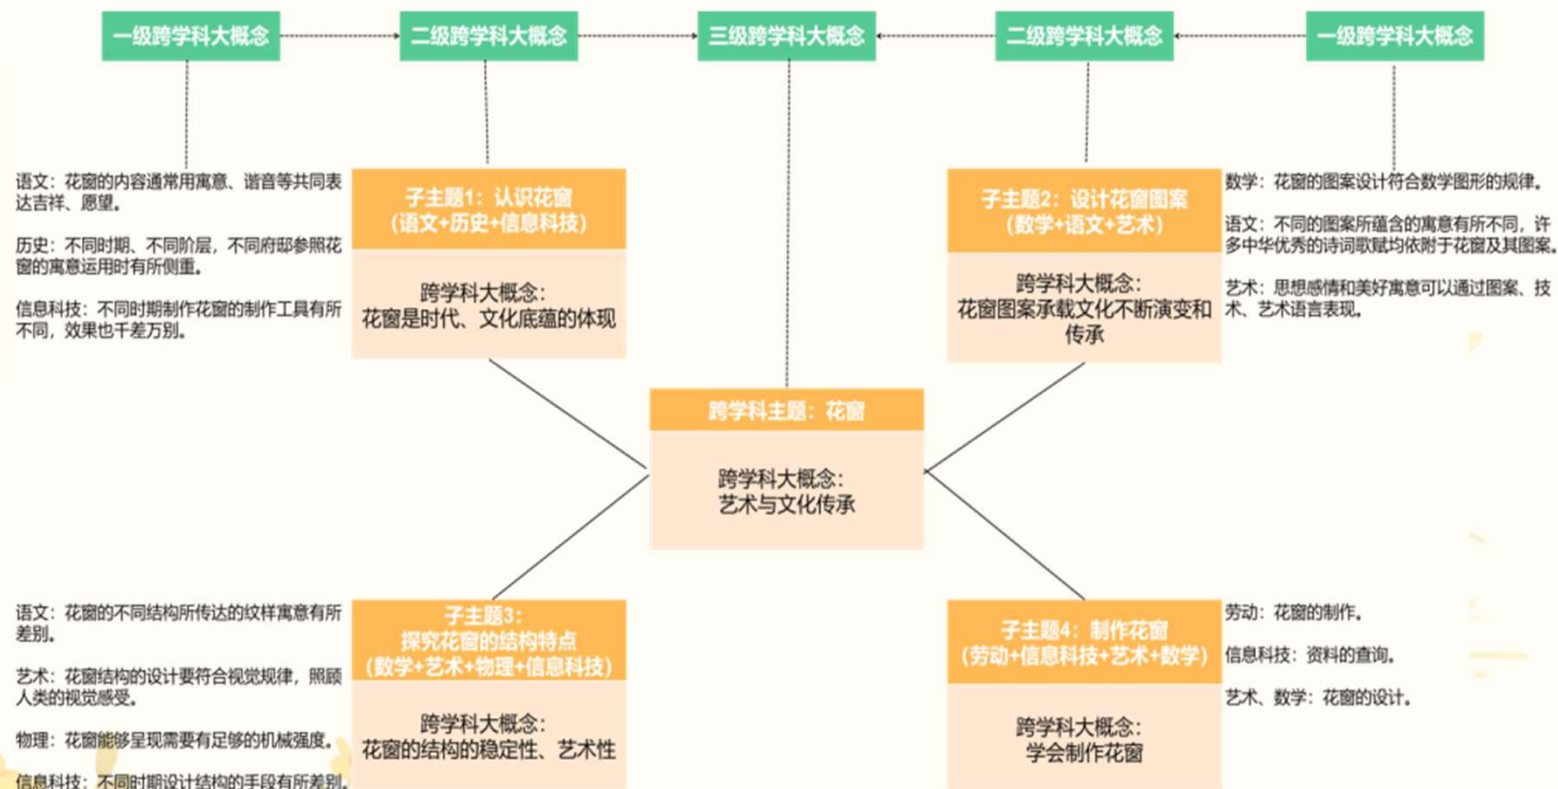 一级跨学科大概念
二级跨学科大概念
三级跨学科大概念
二级跨学科大概念
一级跨学科大概念
语文：花窗的内容通常用寓意、谐音等共同表
达吉祥、愿望。
历史：不同时期、不同阶层，不同府邸参照花
窗的寓意运用时有所侧重。
信息科技：不同时期制作花窗的制作工具有所
不同，效果也千差万别。
子主题1：认识花窗
（语文+历史+信息科技）
跨学科大概念：
花窗是时代、文化底蕴的体现
子主题2：设计花窗图案
（数学+语文+艺术）
跨学科大概念：
花窗图案承载文化不断演变和
传承
数学：花窗的图案设计符合数学图形的规律。
语文：不同的图案所蕴含的寓意有所不同，许
多中华优秀的诗词歌赋均依附于花窗及其图案。
艺术：思想感情和美好寓意可以通过图案、技
术、艺术语言表现。
跨学科主题：花窗
跨学科大概念：
艺术与文化传承
语文：花窗的不同结构所传达的纹样寓意有所
差别。
艺术：花窗结构的设计要符合视觉规律，照顾
人类的视觉感受。
物理：花窗能够呈现需要有足够的机械强度。
信息科技：不同时期设计结构的手段有所差别。
子主题3：
探究花窗的结构特点
（数学+艺术+物理+信息科技）
跨学科大概念：
花窗的结构的稳定性、艺术性
子主题4：制作花窗
（劳动+信息科技+艺术+数学）
跨学科大概念：
学会制作花窗
劳动：花窗的制作。
信息科技：资料的查询。
艺术、数学：花窗的设计。